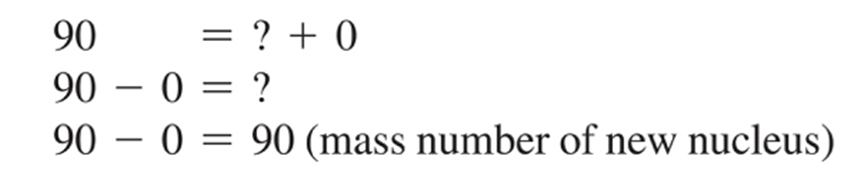 90 = ? + 0
90 − 0 = ?
90 − 0 = 90 (mass number of new nucleus)